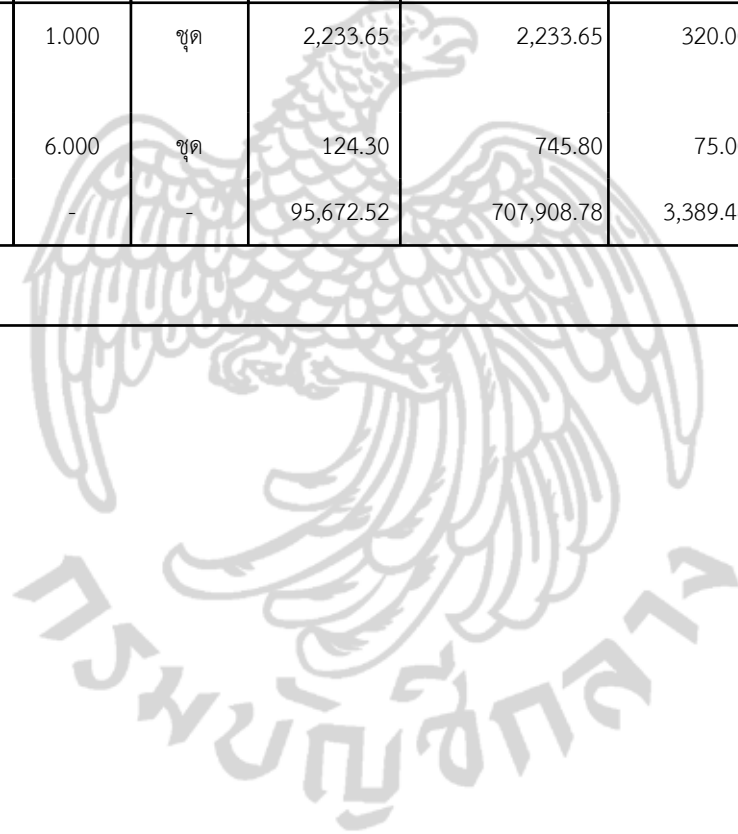 1.000 ชุด 2,233.65 2,233.65 320.0
6.000 ชุด 124.30 745.80 75.0
- - 95,672.52 707,908.78 3,389.4
กรมบัญชีกลาง